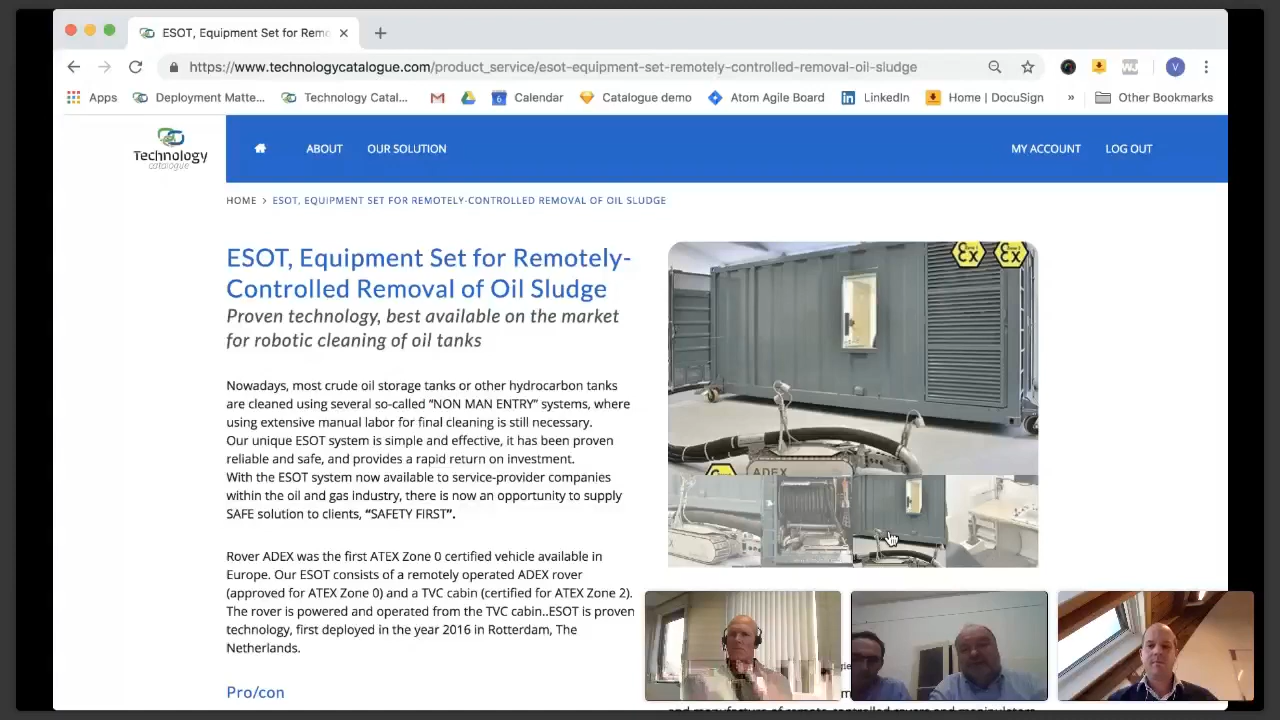 ESOT, Equipment Set for Remo
https://www.technologycatalogue.com/product_service/esot-equipment-set-remotely-controlled-removal-oil-sludge
V
Apps
Deployment Matte...
Technology Catal...
6
Calendar
Catalogue demo
Atom Agile Board
LinkedIn
Home | DocuSign
»
Other Bookmarks
Technology
catalogue
ABOUT
OUR SOLUTION
MY ACCOUNT
LOG OUT
HOME > ESOT, EQUIPMENT SET FOR REMOTELY-CONTROLLED REMOVAL OF OIL SLUDGE
ESOT, Equipment Set for Remotely-
Controlled Removal of Oil Sludge
Proven technology, best available on the market
for robotic cleaning of oil tanks
Nowadays, most crude oil storage tanks or other hydrocarbon tanks
are cleaned using several so-called “NON MAN ENTRY” systems, where
using extensive manual labor for final cleaning is still necessary.
Our unique ESOT system is simple and effective, it has been proven
reliable and safe, and provides a rapid return on investment.
With the ESOT system now available to service-provider companies
within the oil and gas industry, there is now an opportunity to supply
SAFE solution to clients, “SAFETY FIRST”.
Rover ADEX was the first ATEX Zone 0 certified vehicle available in
Europe. Our ESOT consists of a remotely operated ADEX rover
(approved for ATEX Zone 0) and a TVC cabin (certified for ATEX Zone 2).
The rover is powered and operated from the TVC cabin..ESOT is proven
technology, first deployed in the year 2016 in Rotterdam, The
Netherlands.
Pro/con
ADEX
and manufacture of remote-controlled rovers and manipulators